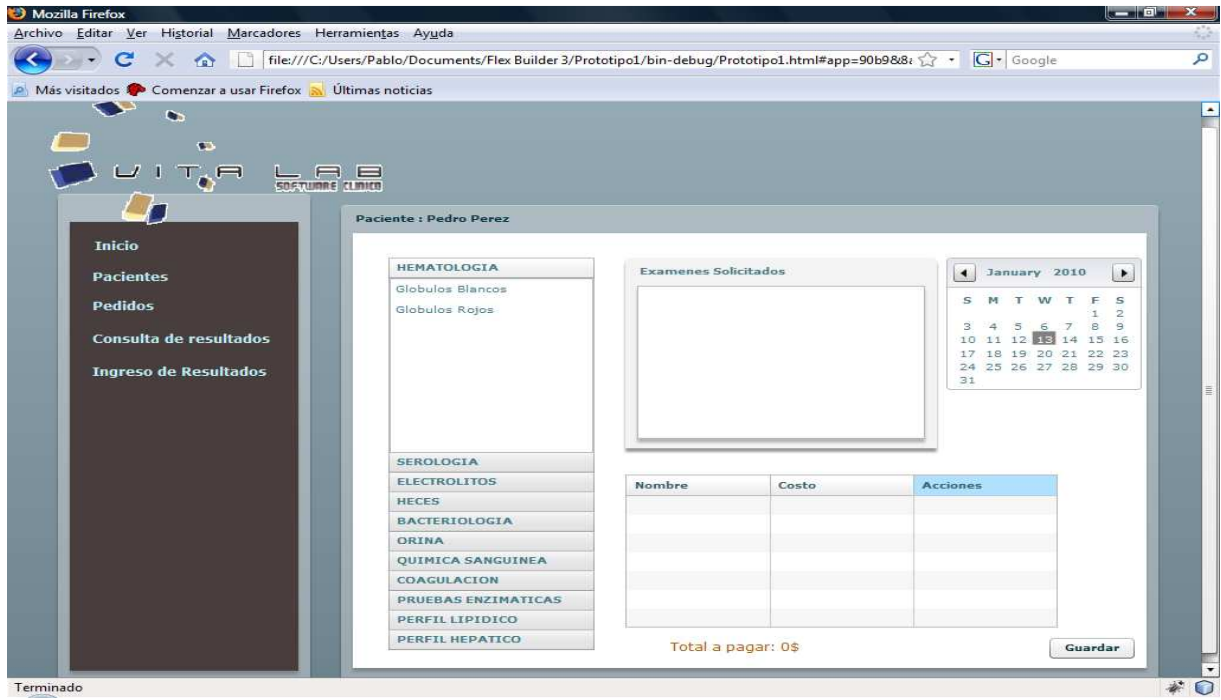 Mozilla Firefox
Archivo Editar Ver Historial Marcadores Herramientas Ayuda
file:///C:/Users/Pablo/Documents/Flex Builder 3/Prototipo1/bin-debug/Prototipo1.html#app=90b9&8
Google
Más visitados Comenzar a usar Firefox Últimas noticias
VITA LAB
SOFTWARE CLINICO
Inicio
Pacientes
Pedidos
Consulta de resultados
Ingreso de Resultados
Paciente : Pedro Perez
HEMATOLOGIA
Globulos Blancos
Globulos Rojos
SEROLOGIA
ELECTROLITOS
HECES
BACTERIOLOGIA
ORINA
QUIMICA SANGUINEA
COAGULACION
PRUEBAS ENZIMATICAS
PERFIL LIPIDICO
PERFIL HEPATICO
Examenes Solicitados
January 2010
S M T W T F S
1 2
3 4 5 6 7 8 9
10 11 12 13 14 15 16
17 18 19 20 21 22 23
24 25 26 27 28 29 30
31
Nombre Costo Acciones
Total a pagar: 0$
Guardar
Terminado